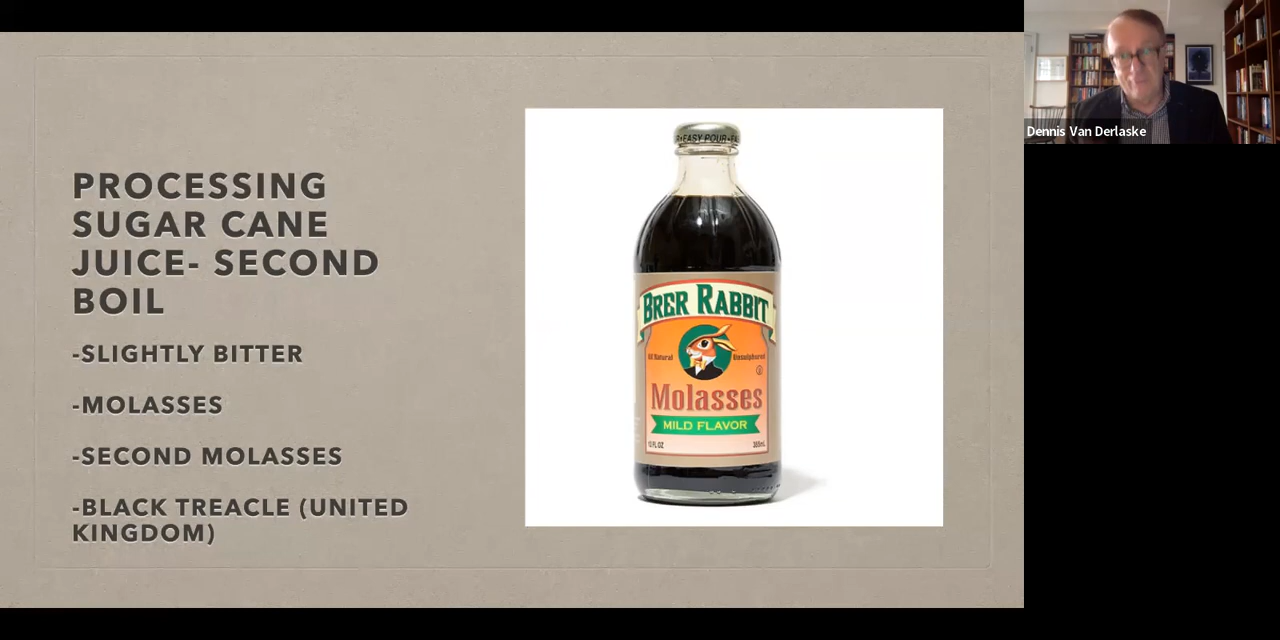 PROCESSING
SUGAR CANE
JUICE- SECOND
BOIL
-SLIGHTLY BITTER
-MOLASSES
-SECOND MOLASSES
-BLACK TREACLE (UNITED
KINGDOM)
EASY POUR
BRER RABBIT
All Natural
Unsulphured
Molasses
MILD FLAVOR
12 FL OZ
355mL
Dennis Van Derlaske